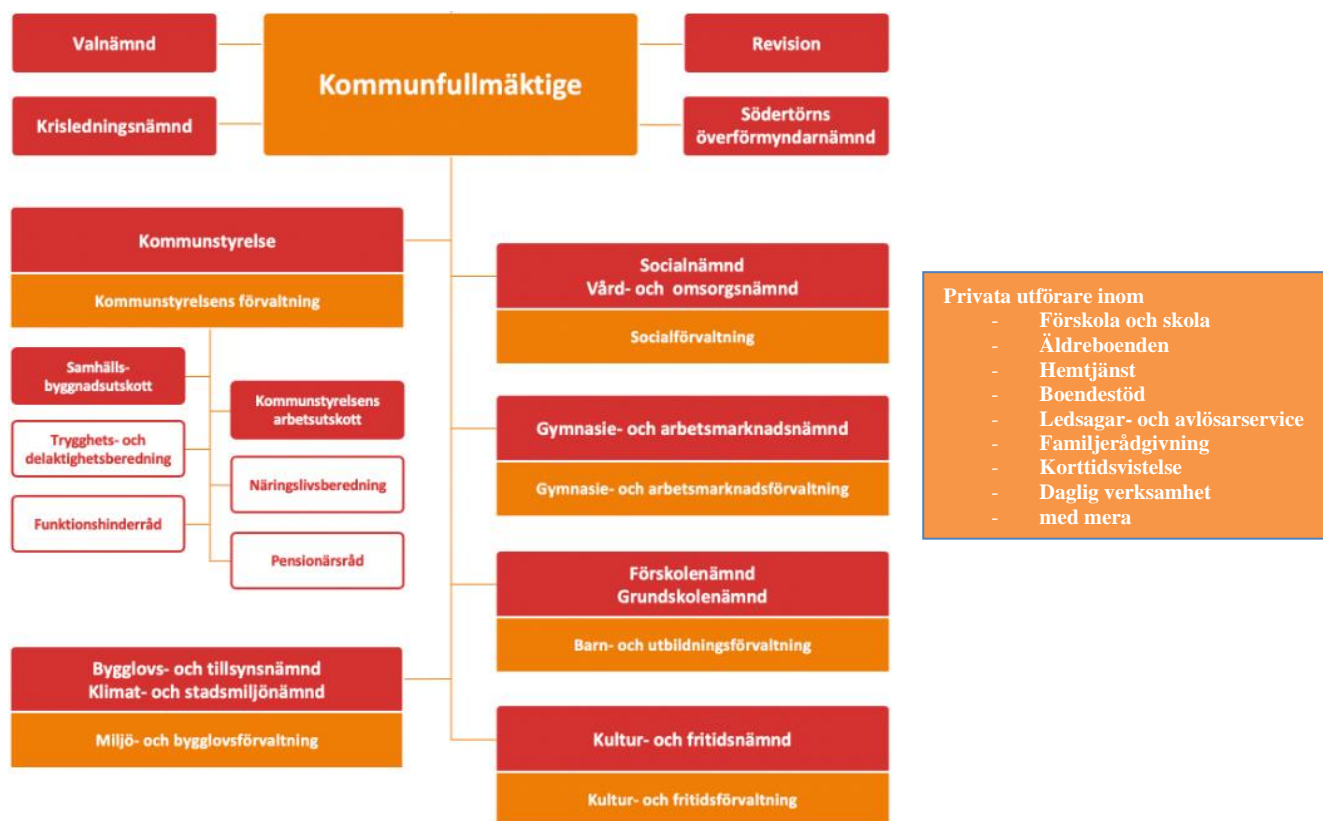 Valnämnd
Kommunfullmäktige
Revision
Krisledningsnämnd
Södertörns
överförmyndarnämnd
Kommunstyrelse
Kommunstyrelsens förvaltning
Samhälls-
byggnadsutskott
Kommunstyrelsens
arbetsutskott
Trygghets- och
delaktighetsberedning
Näringslivsberedning
Funktionshinderråd
Pensionärsråd
Bygglovs- och tillsynsnämnd
Klimat- och stadsmiljönämnd
Miljö- och bygglovsförvaltning
Socialnämnd
Vård- och omsorgsnämnd
Socialförvaltning
Gymnasie- och arbetsmarknadsnämnd
Gymnasie- och arbetsmarknadsförvaltning
Förskolenämnd
Grundskolenämnd
Barn- och utbildningsförvaltning
Kultur- och fritidsnämnd
Kultur- och fritidsförvaltning
Privata utförare inom
- Förskola och skola
- Äldreboenden
- Hemtjänst
- Boendestöd
- Ledsagar- och avlösarservice
- Familjerådgivning
- Korttidsvistelse
- Daglig verksamhet
- med mera